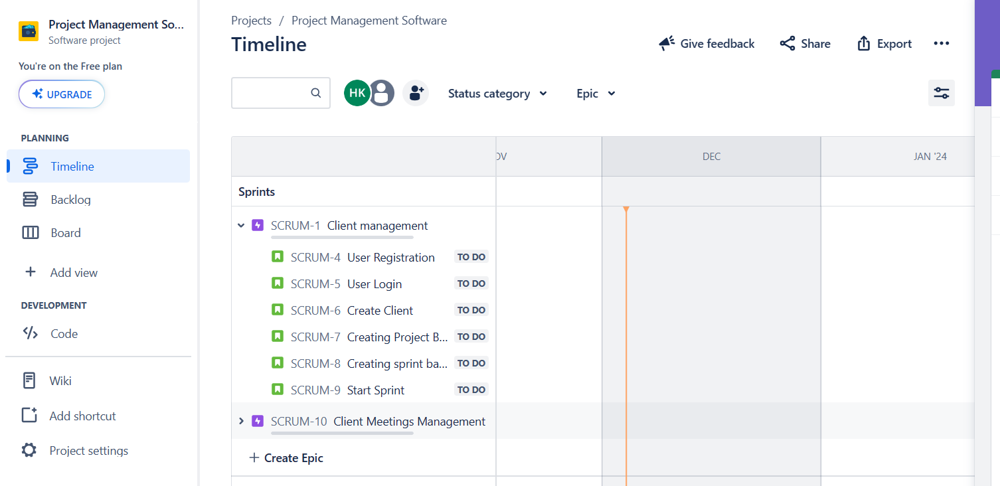 Project Management So...
Software project
You're on the Free plan
UPGRADE
PLANNING
Timeline
Backlog
Board
Add view
DEVELOPMENT
Code
Wiki
Add shortcut
Project settings
Projects / Project Management Software
Timeline
Give feedback
Share
Export
HK
Status category
Epic
OV
DEC
JAN '24
Sprints
SCRUM-1 Client management
SCRUM-4 User Registration TO DO
SCRUM-5 User Login TO DO
SCRUM-6 Create Client TO DO
SCRUM-7 Creating Project B... TO DO
SCRUM-8 Creating sprint ba... TO DO
SCRUM-9 Start Sprint TO DO
SCRUM-10 Client Meetings Management
+ Create Epic